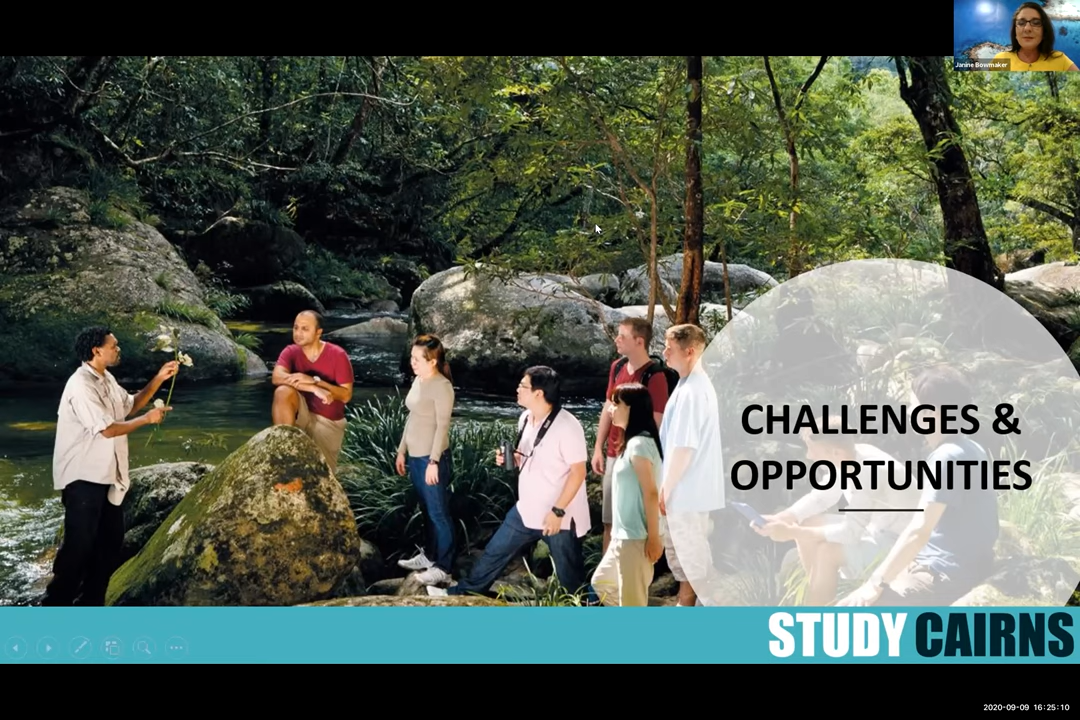 Janine Bowmaker
CHALLENGES &
OPPORTUNITIES
STUDY CAIRNS
2020-09-09 16:25:10